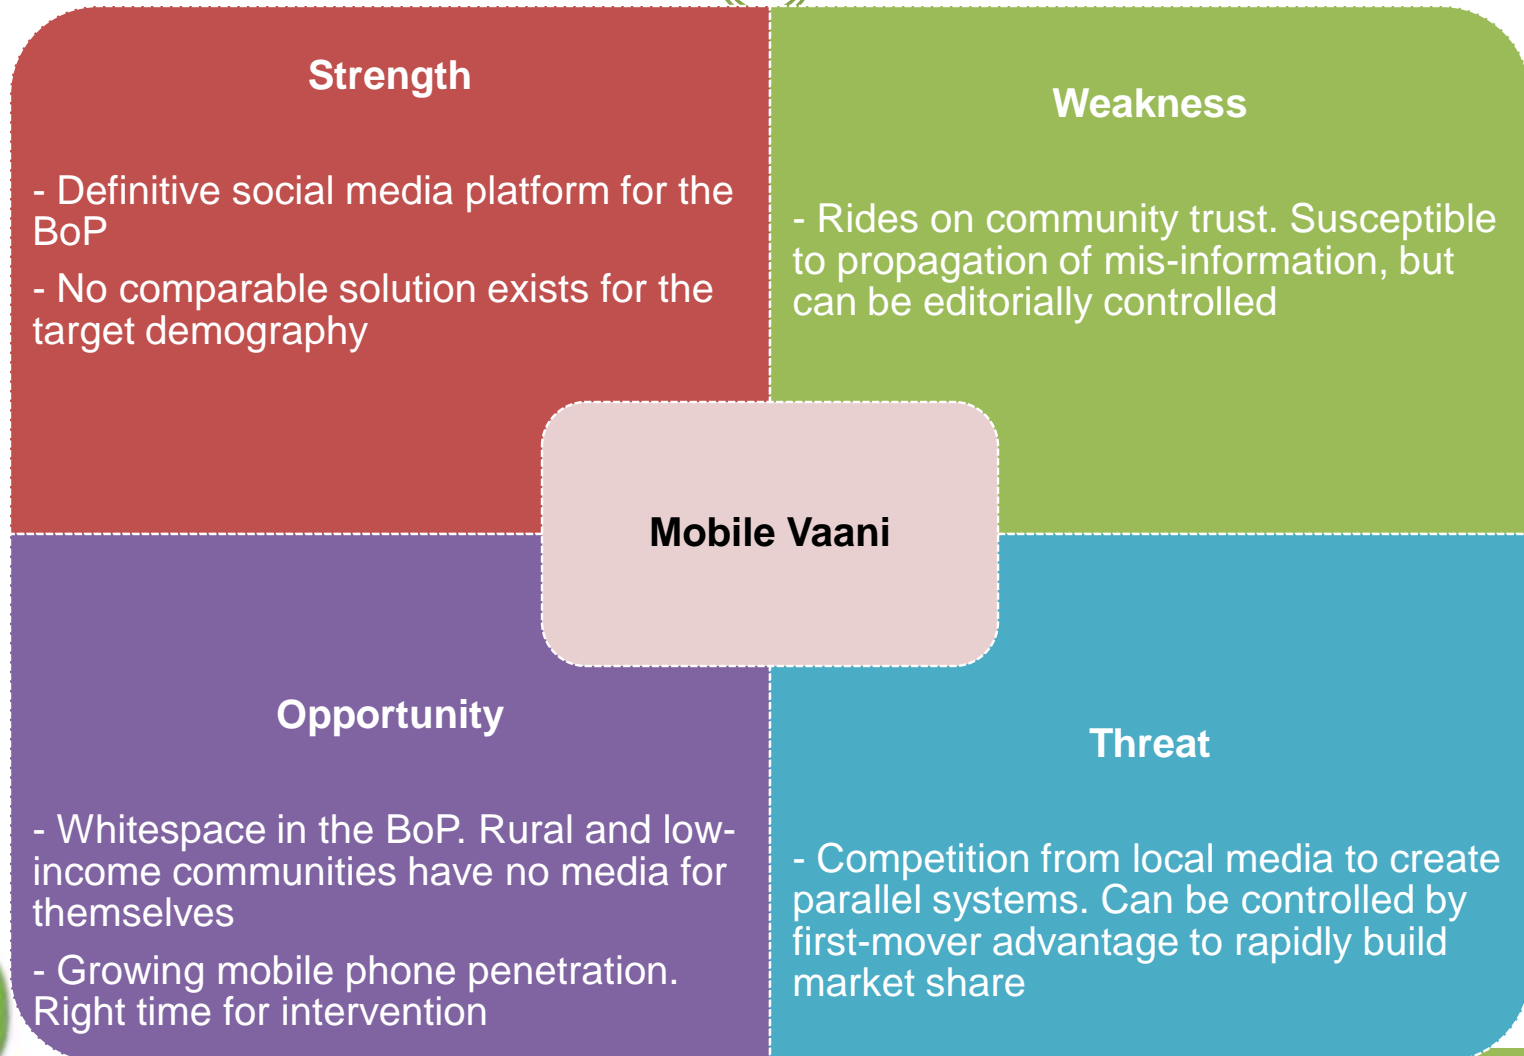 Strength
- Definitive social media platform for the
BoP
- No comparable solution exists for the
target demography
Weakness
- Rides on community trust. Susceptible
to propagation of mis-information, but
can be editorially controlled
Mobile Vaani
Opportunity
- Whitespace in the BoP. Rural and low-
income communities have no media for
themselves
- Growing mobile phone penetration.
Right time for intervention
Threat
- Competition from local media to create
parallel systems. Can be controlled by
first-mover advantage to rapidly build
market share